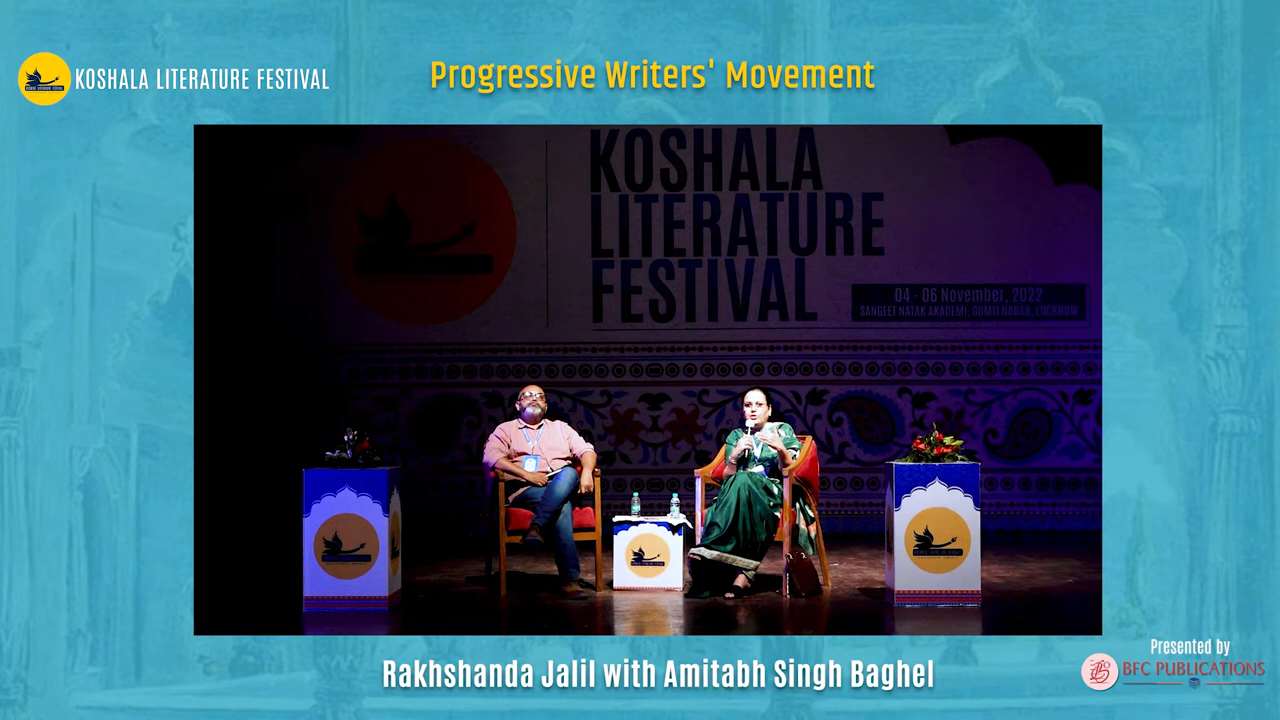 KOSHALA LITERATURE FESTIVAL
Progressive Writers' Movement
KOSHALA
LITERATURE
FESTIVAL
04 - 06 November, 2022
SANGEET NATAK AKADEMI, GOMTI NAGAR, LUCKNOW
Rakhshanda Jalil with Amitabh Singh Baghel
Presented by
BFC PUBLICATIONS